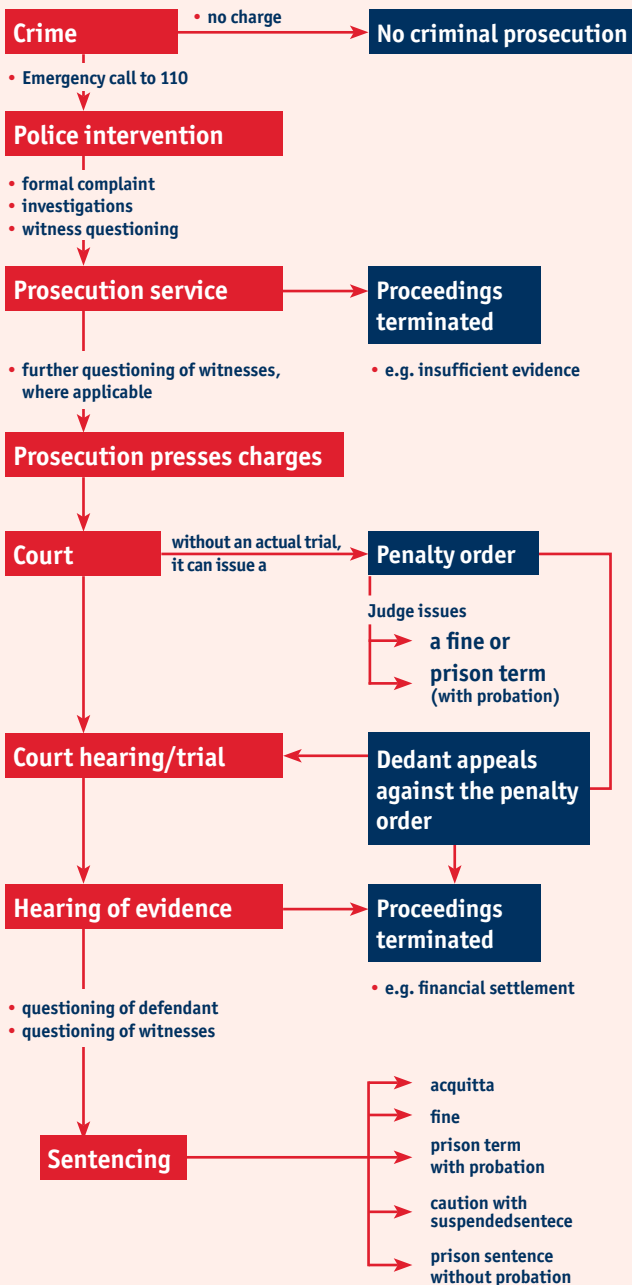 • no charge
Crime
No criminal prosecution
• Emergency call to 110
Police intervention
• formal complaint
• investigations
• witness questioning
Prosecution service
Proceedings
terminated
• further questioning of witnesses,
where applicable
• e.g. insufficient evidence
Prosecution presses charges
Court
without an actual trial,
it can issue a
Penalty order
Judge issues
a fine or
prison term
(with probation)
Court hearing/trial
Dedant appeals
against the penalty
order
Hearing of evidence
Proceedings
terminated
• e.g. financial settlement
• questioning of defendant
• questioning of witnesses
Sentencing
acquitta
fine
prison term
with probation
caution with
suspendedsentece
prison sentence
without probation